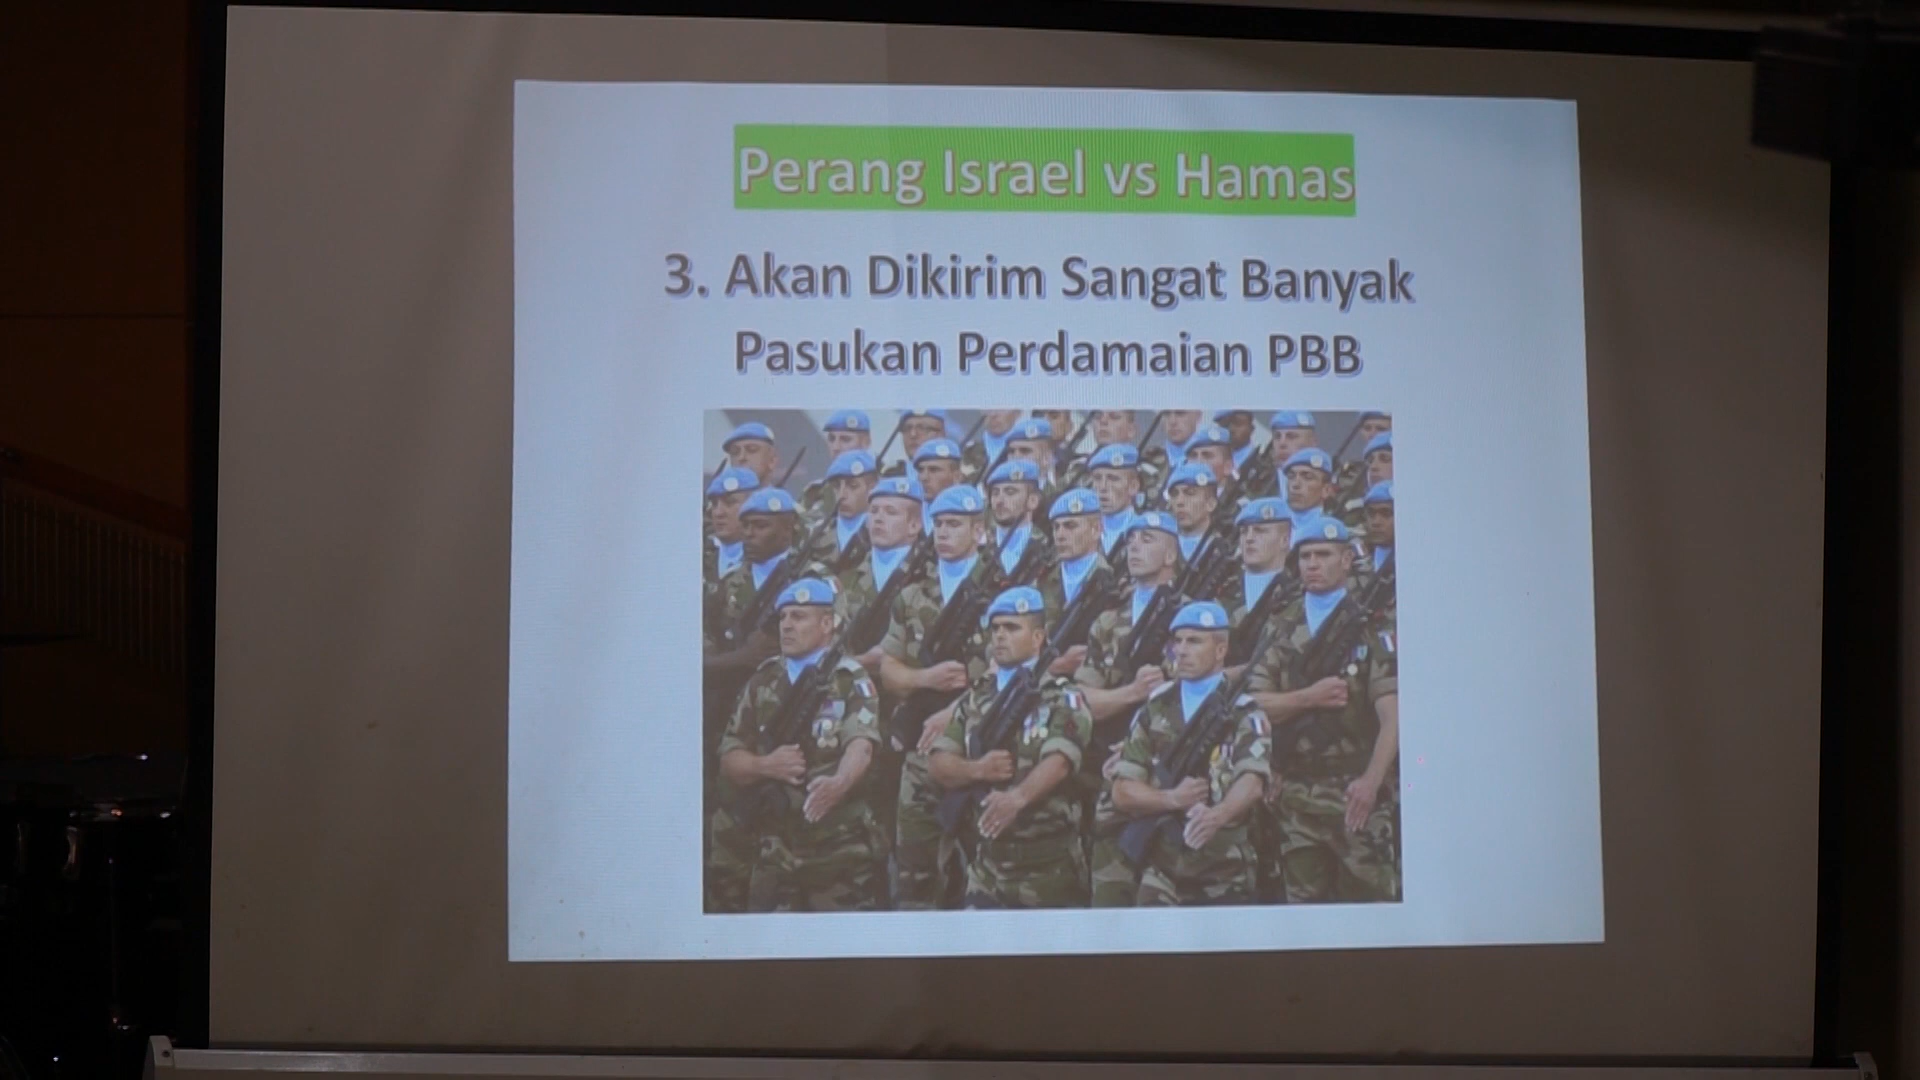 Perang Israel vs Hamas
3. Akan Dikirim Sangat Banyak
Pasukan Perdamaian PBB